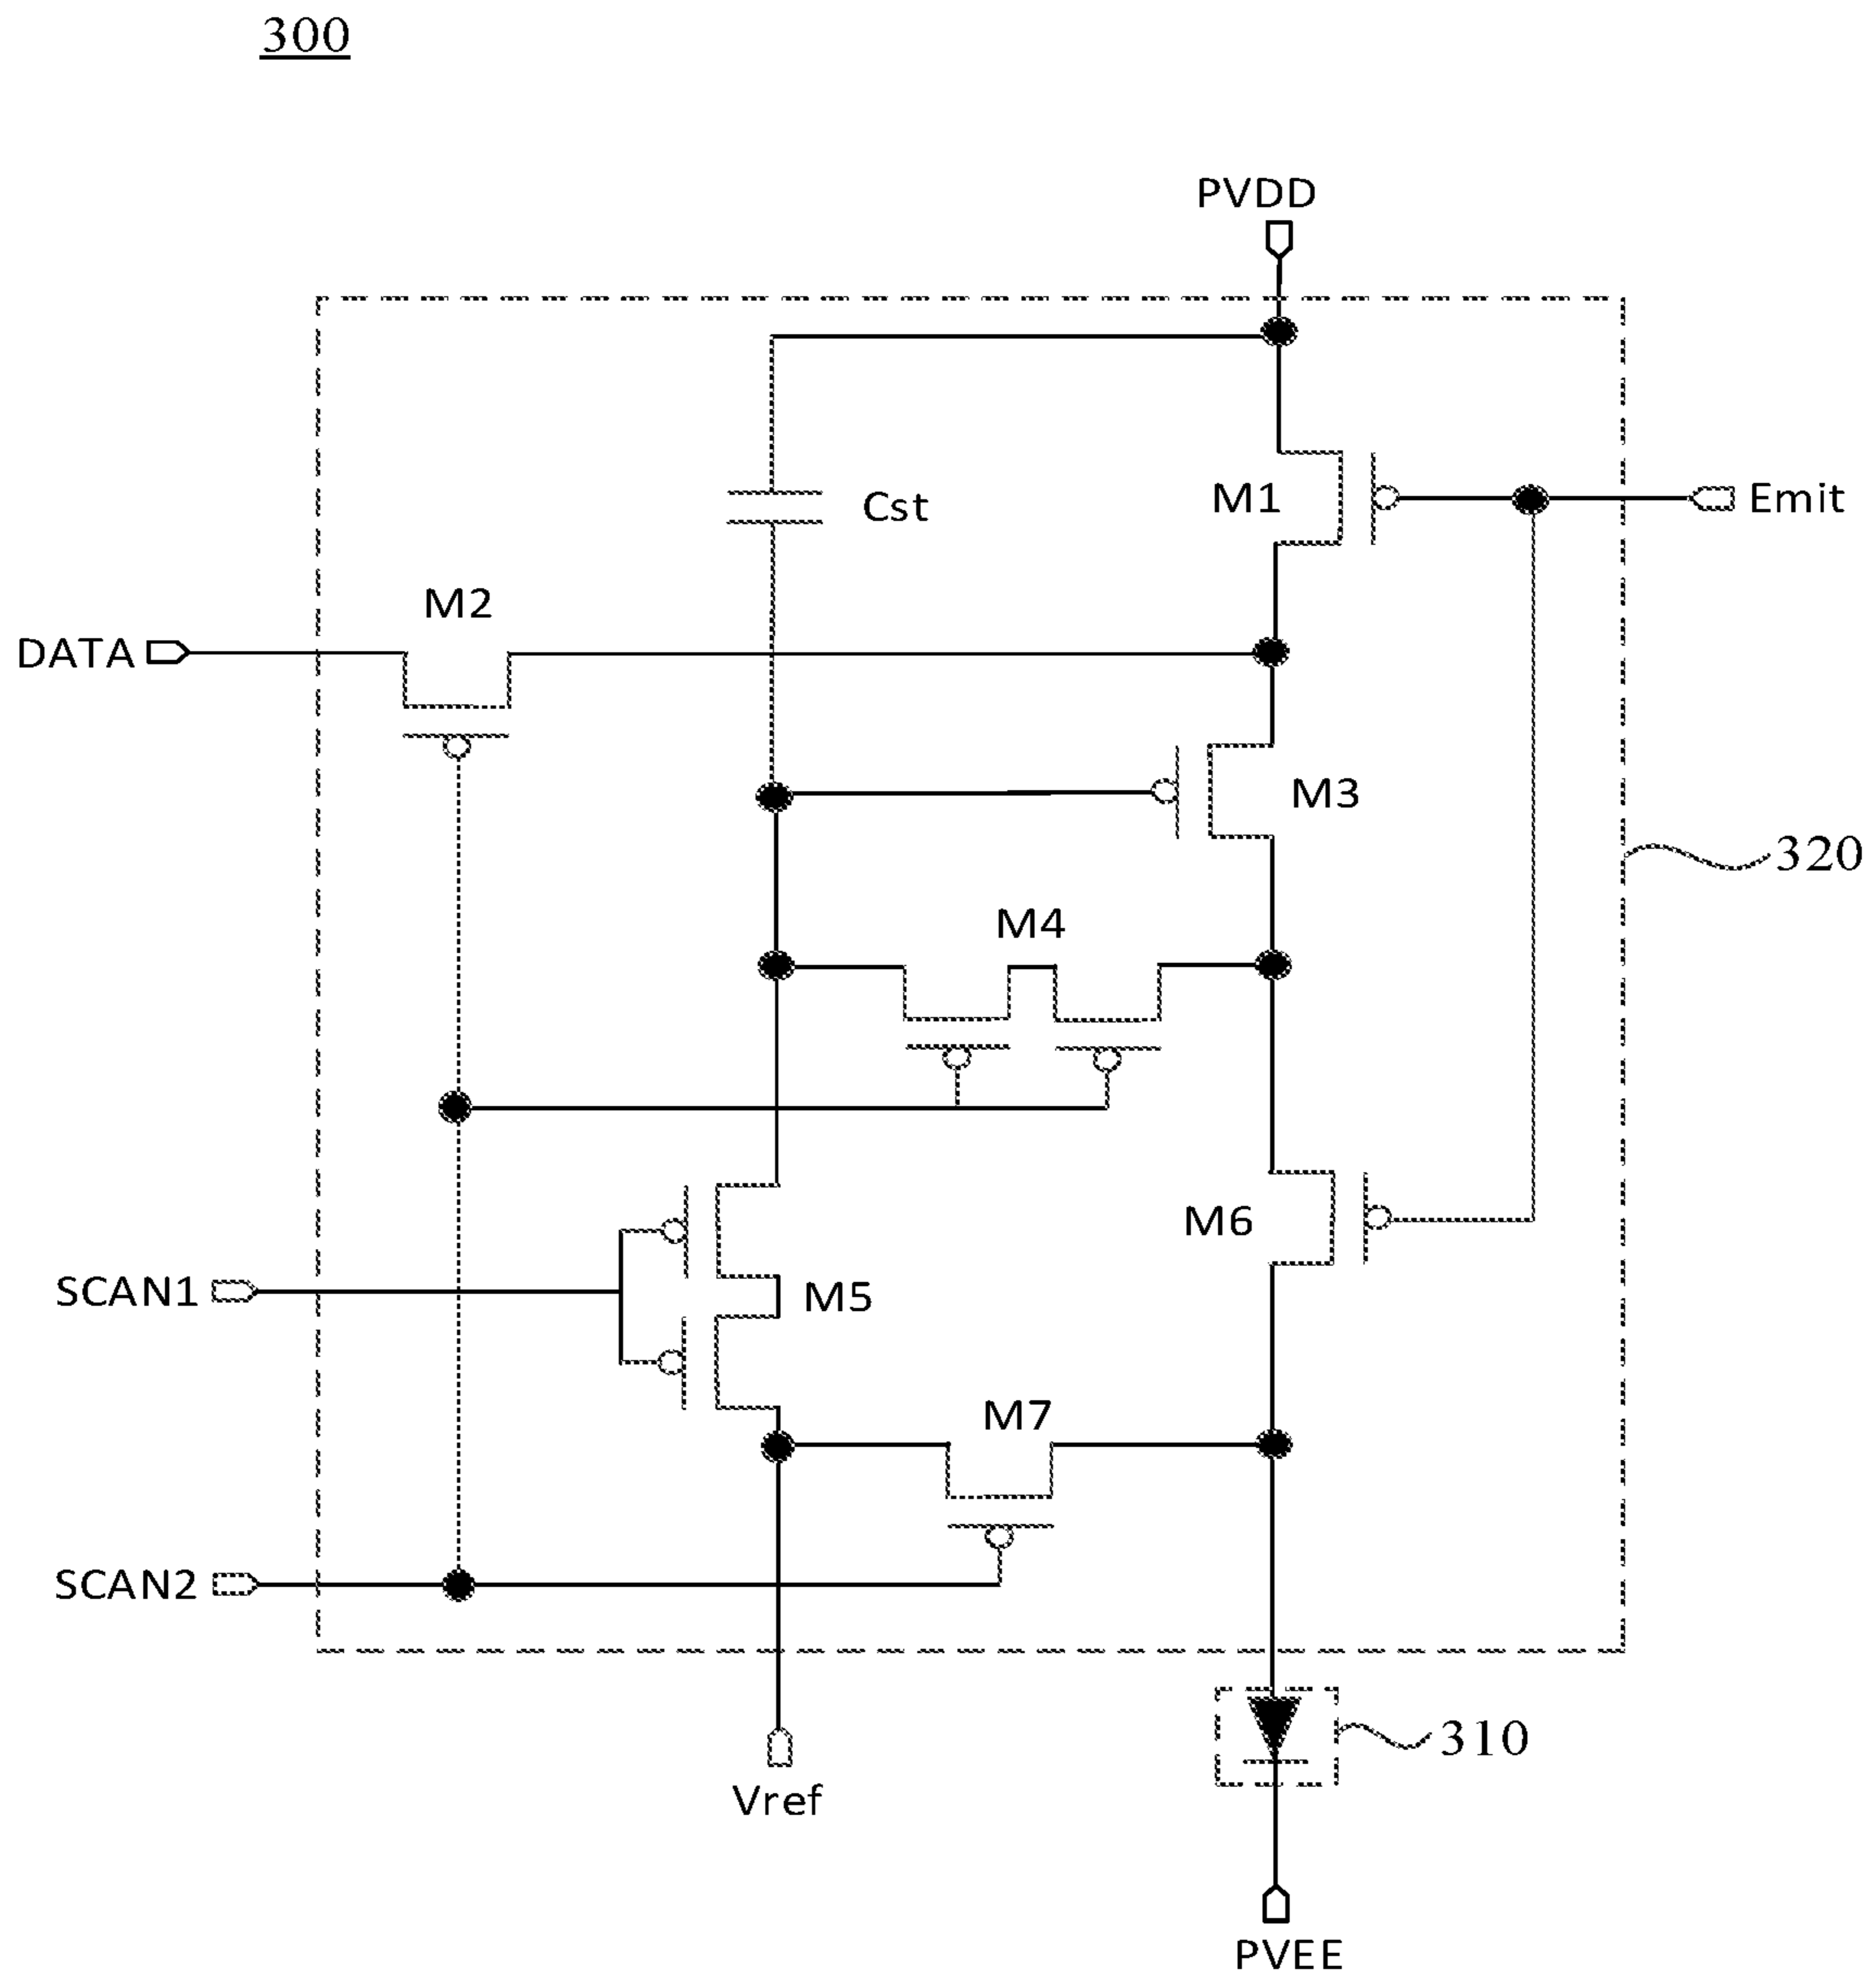 300
PVDD
Cst
M1
Emit
M2
DATA
M3
320
M4
M6
SCAN1
M5
M7
SCAN2
310
Vref
PVEE